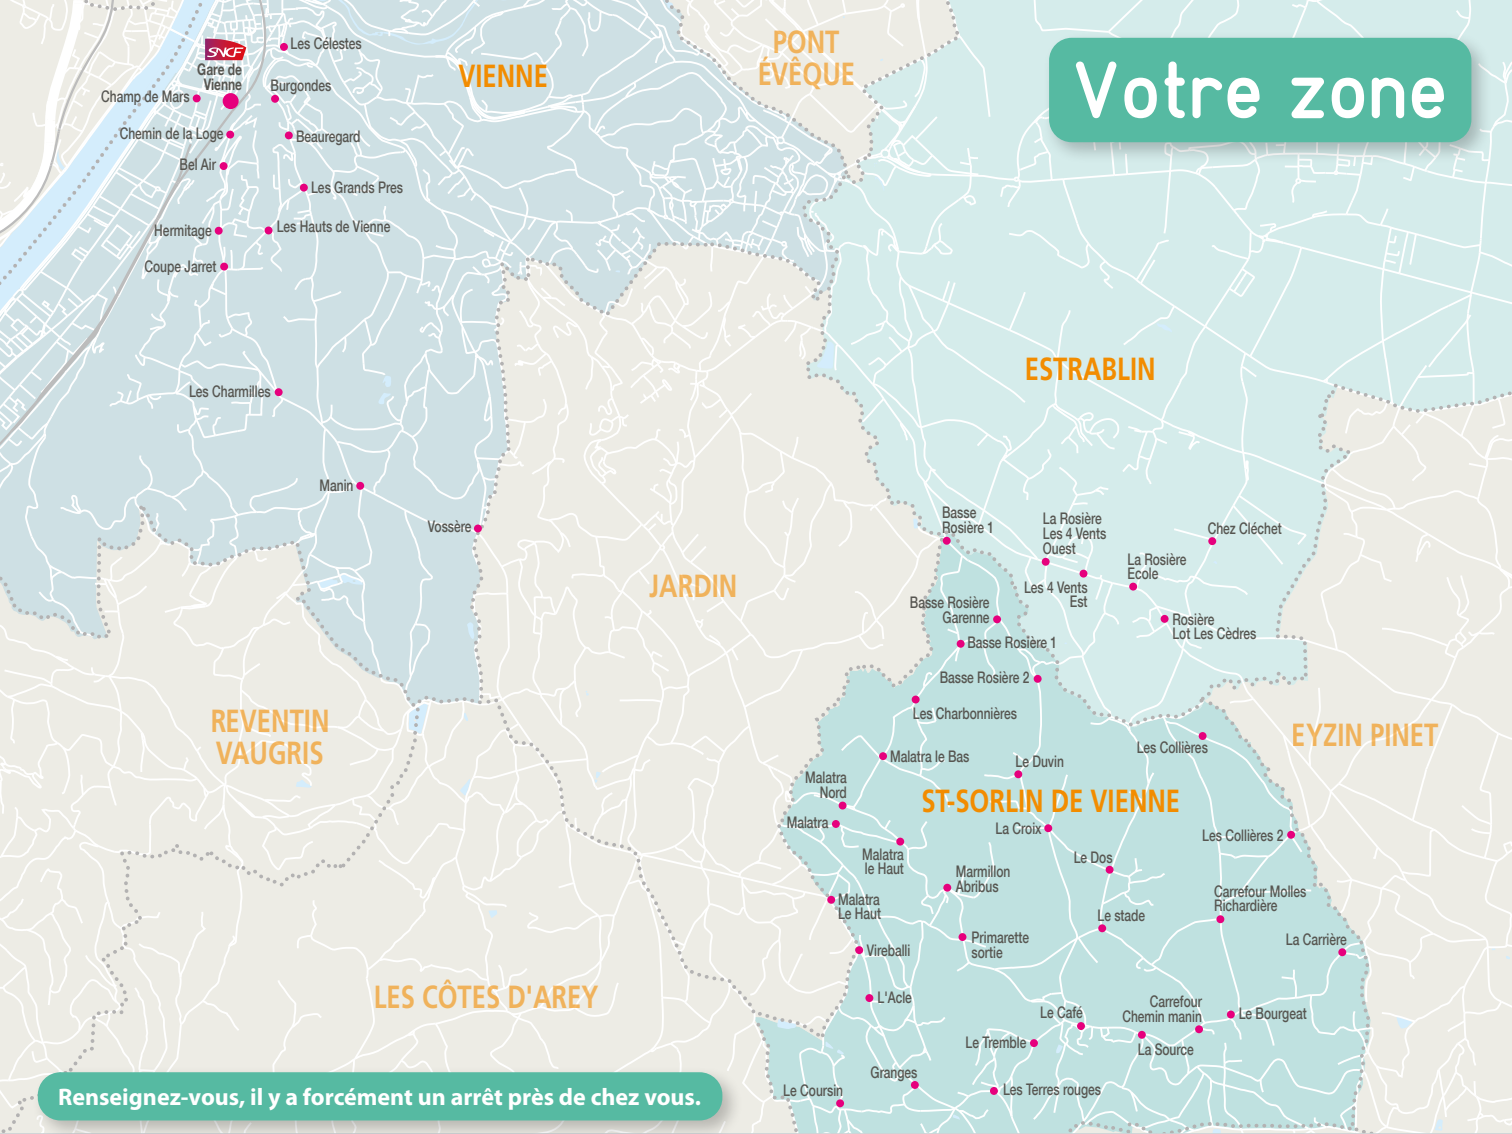 Votre zone
SNCF
Gare de
Vienne
Les Célestes
VIENNE
PONT
ÉVÊQUE
Champ de Mars
Burgondes
Chemin de la Loge
Beauregard
Bel Air
Les Grands Pres
Hermitage
Les Hauts de Vienne
Coupe Jarret
Les Charmilles
ESTRABLIN
Manin
Vossère
JARDIN
Basse
Rosière 1
La Rosière
Les 4 Vents
Ouest
Les 4 Vents
Est
La Rosière
Ecole
Chez Cléchet
Rosière
Lot Les Cèdres
Basse Rosière
Garenne
Basse Rosière 1
Basse Rosière 2
Les Charbonnières
REVENTIN
VAUGRIS
EYZIN PINET
Les Collières
Malatra le Bas
Le Duvin
Malatra
Nord
ST-SORLIN DE VIENNE
Malatra
La Croix
Les Collières 2
Malatra
le Haut
Le Dos
Marmillon
Abribus
Carrefour Molles
Richardière
Malatra
Le Haut
Le stade
Primarette
sortie
La Carrière
Vireballi
LES CÔTES D'AREY
L'Acle
Carrefour
Chemin manin
Le Café
Le Bourgeat
Le Tremble
La Source
Granges
Le Coursin
Les Terres rouges
Renseignez-vous, il y a forcément un arrêt près de chez vous.